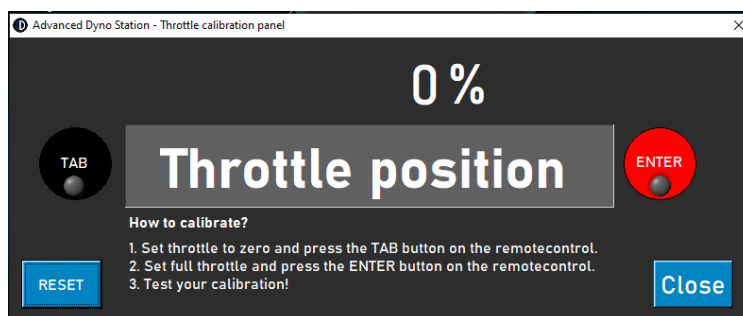 Advanced Dyno Station - Throttle calibration panel
0 %
TAB
Throttle position
ENTER
How to calibrate?
1. Set throttle to zero and press the TAB button on the remotecontrol.
2. Set full throttle and press the ENTER button on the remotecontrol.
3. Test your calibration!
RESET
Close